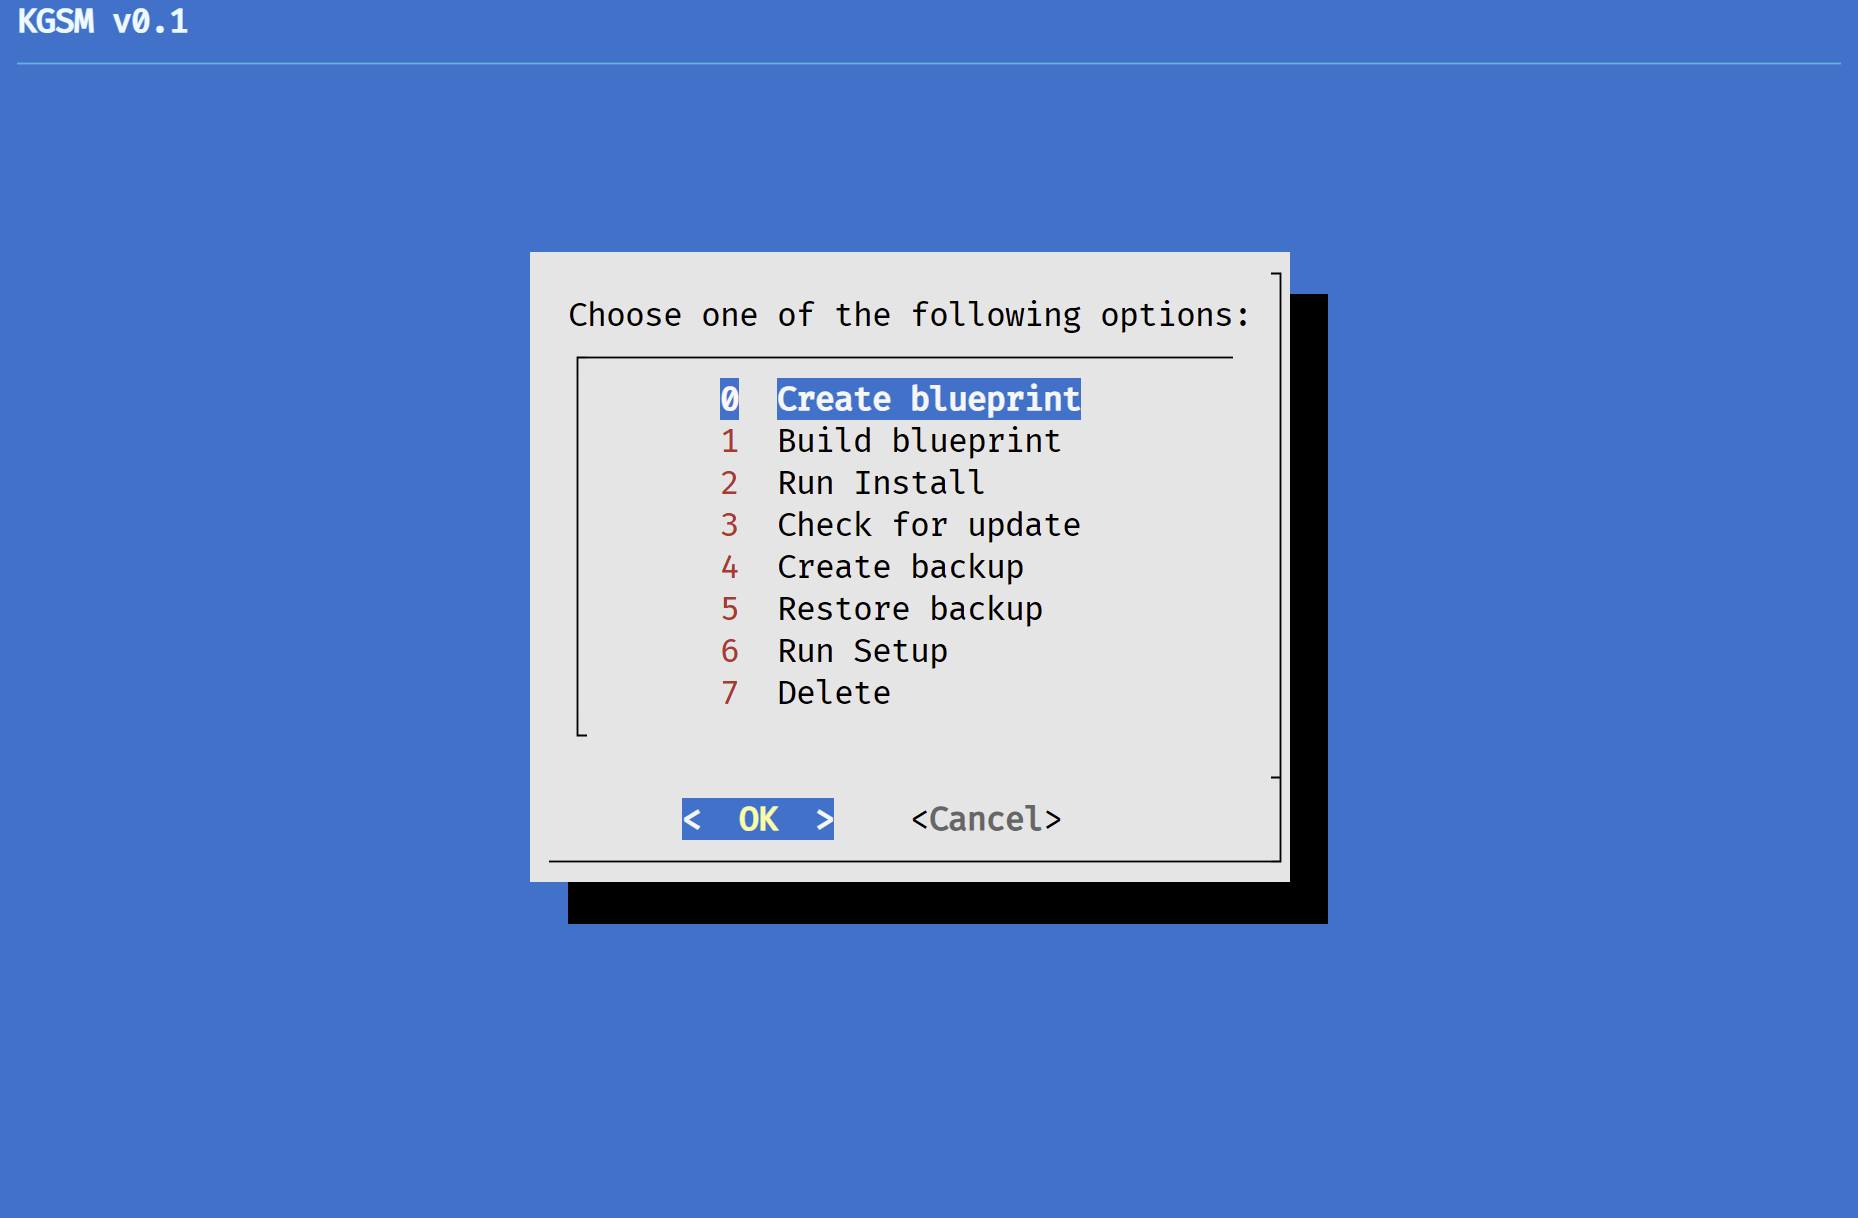 KGSM v0.1
Choose one of the following options:
0 Create blueprint
1 Build blueprint
2 Run Install
3 Check for update
4 Create backup
5 Restore backup
6 Run Setup
7 Delete
< OK > <Cancel>